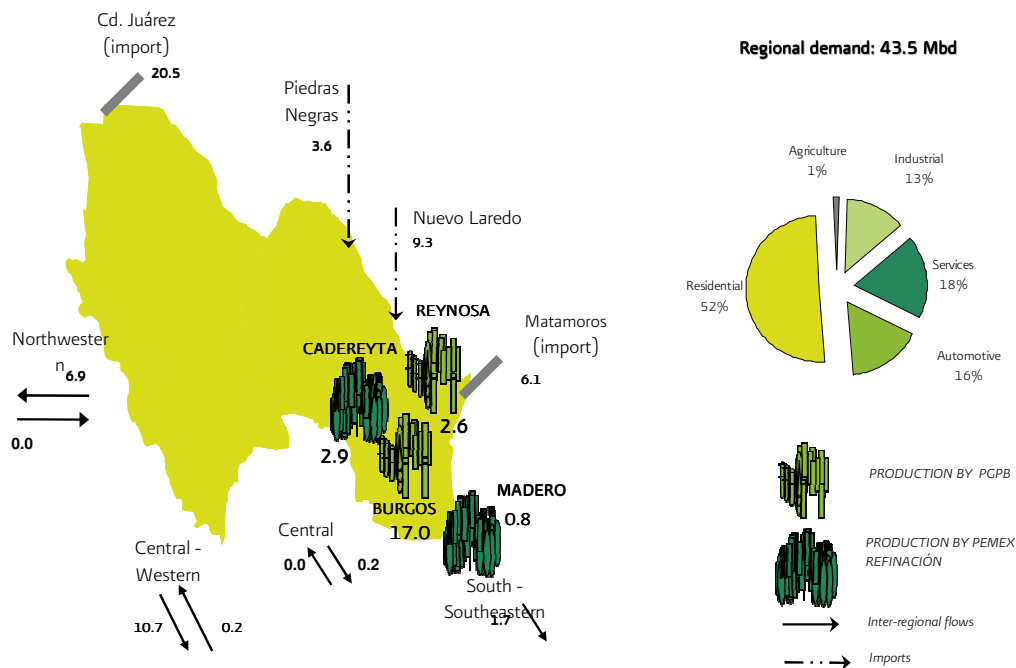 Cd. Juárez
(import)
20.5
Piedras
Negras
3.6
Nuevo Laredo
9.3
REYNOSA
Matamoros
(import)
6.1
CADEREYTA
Northwester
n
6.9
0.0
2.6
2.9
BURGOS
17.0
MADERO
0.8
Central
0.0
0.2
Central -
Western
10.7
0.2
South -
Southeastern
1.7
Regional demand: 43.5 Mbd
Agriculture
1%
Industrial
13%
Services
18%
Residential
52%
Automotive
16%
PRODUCTION BY PGPB
PRODUCTION BY PEMEX
REFINACIÓN
Inter-regional flows
Imports